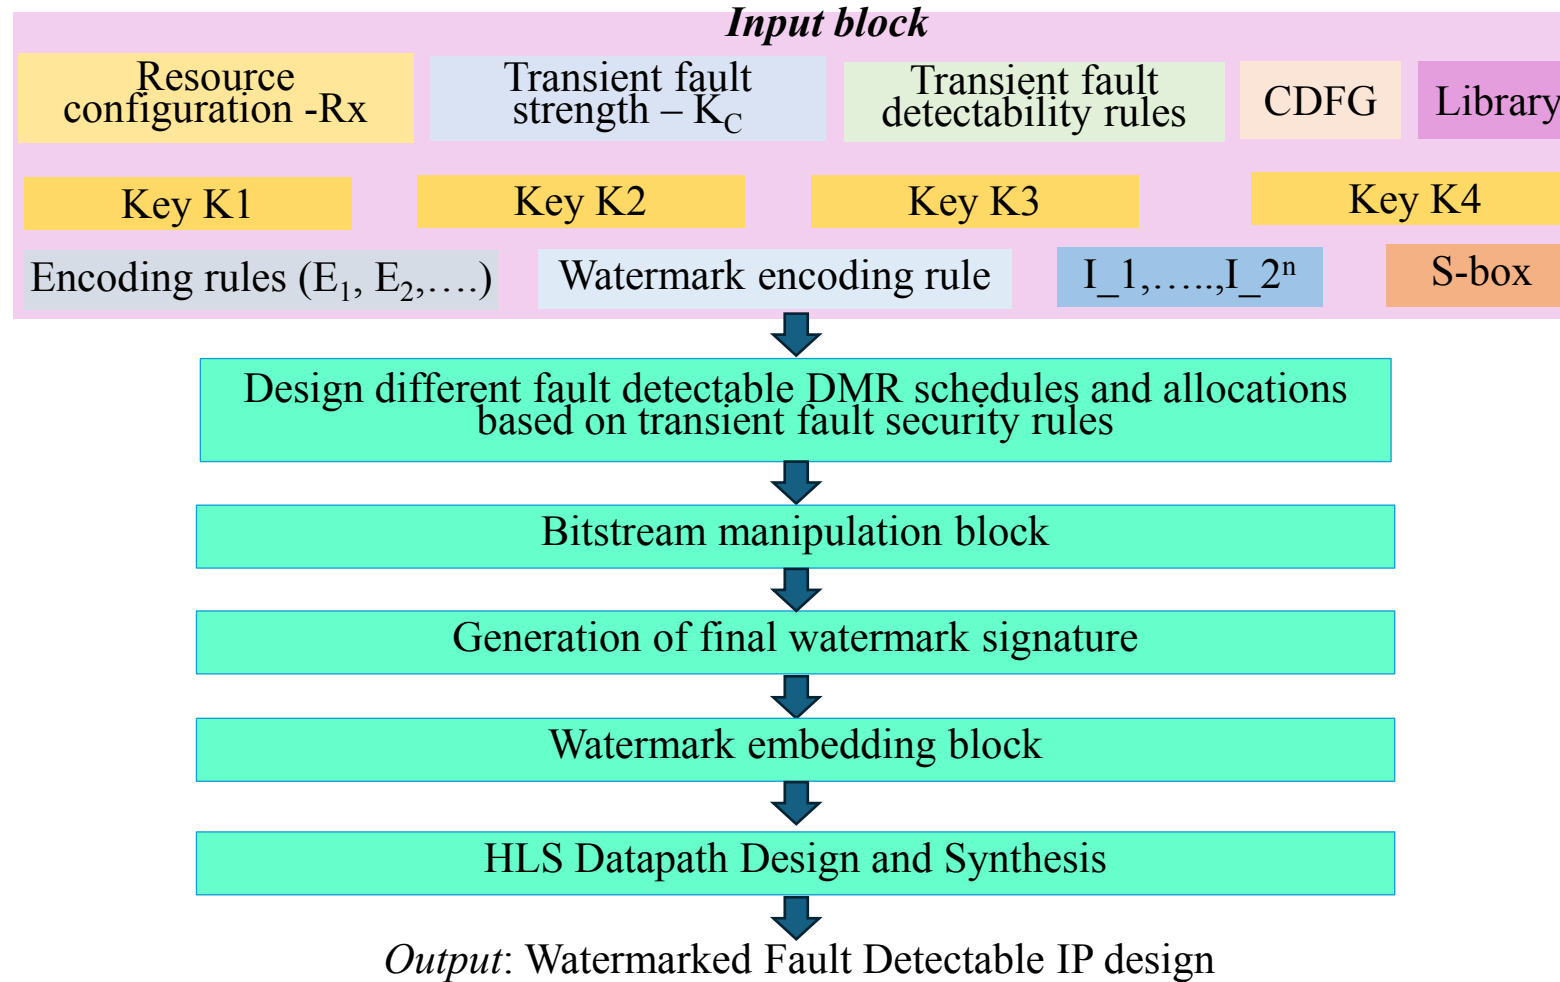 Input block
Resource
configuration -Rx
Transient fault
strength – K_C
Transient fault
detectability rules
CDFG
Library
Key K1
Key K2
Key K3
Key K4
Encoding rules (E₁, E₂,….)
Watermark encoding rule
I_1,…..,I_2ⁿ
S-box
Design different fault detectable DMR schedules and allocations
based on transient fault security rules
Bitstream manipulation block
Generation of final watermark signature
Watermark embedding block
HLS Datapath Design and Synthesis
Output: Watermarked Fault Detectable IP design